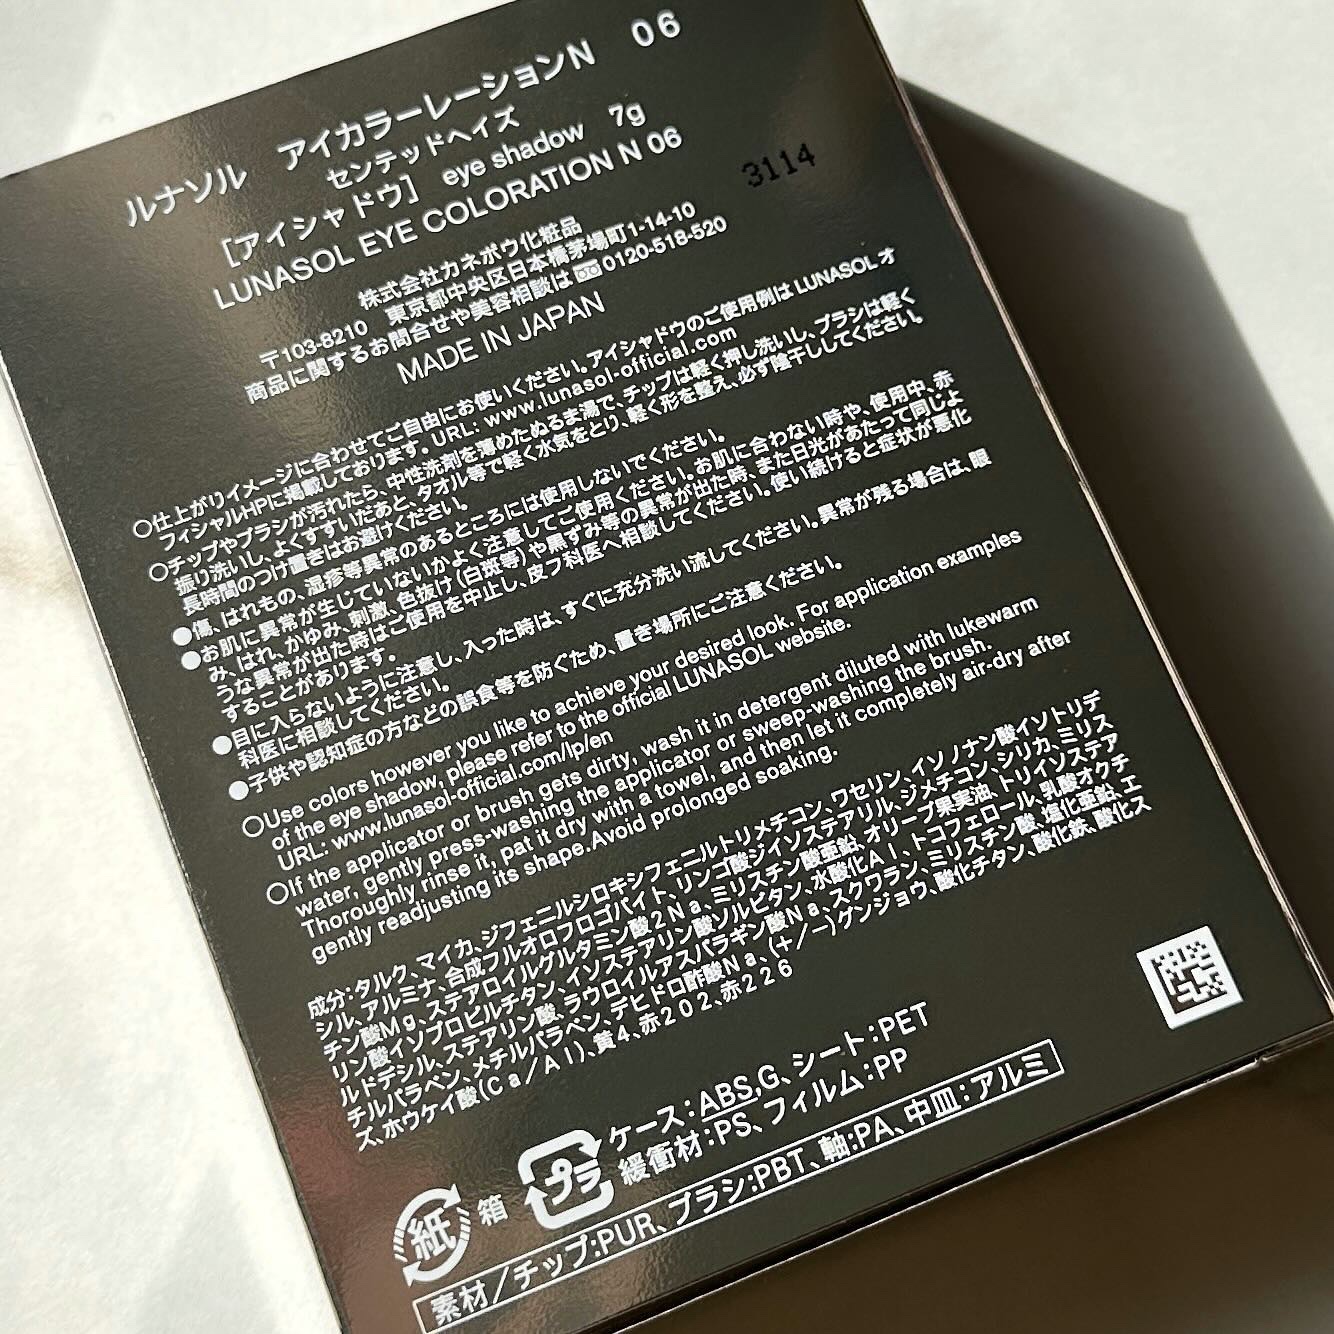 ルナソル　アイカラーレーションN　06
センテッドヘイズ
［アイシャドウ］　eye shadow　7g
LUNASOL EYE COLORATION N 06
3114
株式会社カネボウ化粧品
〒103-8210　東京都中央区日本橋茅場町1-14-10
商品に関するお問合せや美容相談は 0120-518-520
MADE IN JAPAN
○仕上がりイメージに合わせてご自由にお使いください。アイシャドウのご使用例は LUNASOL オ
フィシャルHPに掲載しております。URL: www.lunasol-official.com
○チップやブラシが汚れたら、中性洗剤を薄めたぬるま湯で、チップは軽く押し洗いし、ブラシは軽く
振り洗いし、よくすすいだあと、タオル等で軽く水気をとり、軽く形を整え、必ず陰干ししてください。
長時間のつけ置きはお避けください。
●傷、はれもの、湿疹等異常のあるところには使用しないでください。
●お肌に異常が生じていないかよく注意してご使用ください。お肌に合わない時や、使用中、赤
み、はれ、かゆみ、刺激、色抜け（白斑等）や黒ずみ等の異常が出た時、また日光があたって同じよ
うな異常が出た時はご使用を中止し、皮フ科医へ相談してください。使い続けると症状が悪化
することがあります。
●目に入らないように注意し、入った時は、すぐに充分洗い流してください。異常が残る場合は、眼
科医に相談してください。
●子供や認知症の方などの誤食等を防ぐため、置き場所にご注意ください。
○Use colors however you like to achieve your desired look. For application examples
of the eye shadow, please refer to the official LUNASOL website.
URL: www.lunasol-official.com/lp/en
○If the applicator or brush gets dirty, wash it in detergent diluted with lukewarm
water, gently press-washing the applicator or sweep-washing the brush.
Thoroughly rinse it, pat it dry with a towel, and then let it completely air-dry after
gently readjusting its shape. Avoid prolonged soaking.
成分：タルク、マイカ、ジフェニルシロキシフェニルトリメチコン、ワセリン、イソノナン酸イソトリデ
シル、アルミナ、合成フルオロフロゴパイト、リンゴ酸ジイソステアリル、ジメチコン、シリカ、ミリス
チン酸Mg、ステアロイルグルタミン酸2Na、ミリスチン酸亜鉛、オリーブ果実油、トリイソステア
リン酸イソプロピルチタン、イソステアリン酸ソルビタン、水酸化Al、トコフェロール、乳酸オクチ
ルドデシル、ステアリン酸、ラウロイルアスパラギン酸Na、スクワラン、ミリスチン酸、塩化亜鉛、エ
チルパラベン、メチルパラベン、デヒドロ酢酸Na、(+/−)グンジョウ、酸化チタン、酸化鉄、酸化ス
ズ、ホウケイ酸(Ca/Al)、黄4、赤202、赤226
紙　箱
プラ　ケース：ABS,G、シート：PET
緩衝材：PS、フィルム：PP
素材／チップ：PUR、ブラシ：PBT、軸：PA、中皿：アルミ